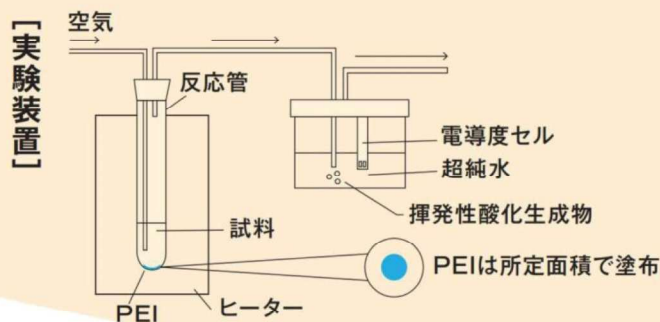 [実験装置]
空気
反応管
電導度セル
超純水
揮発性酸化生成物
試料
PEIは所定面積で塗布
PEI
ヒーター